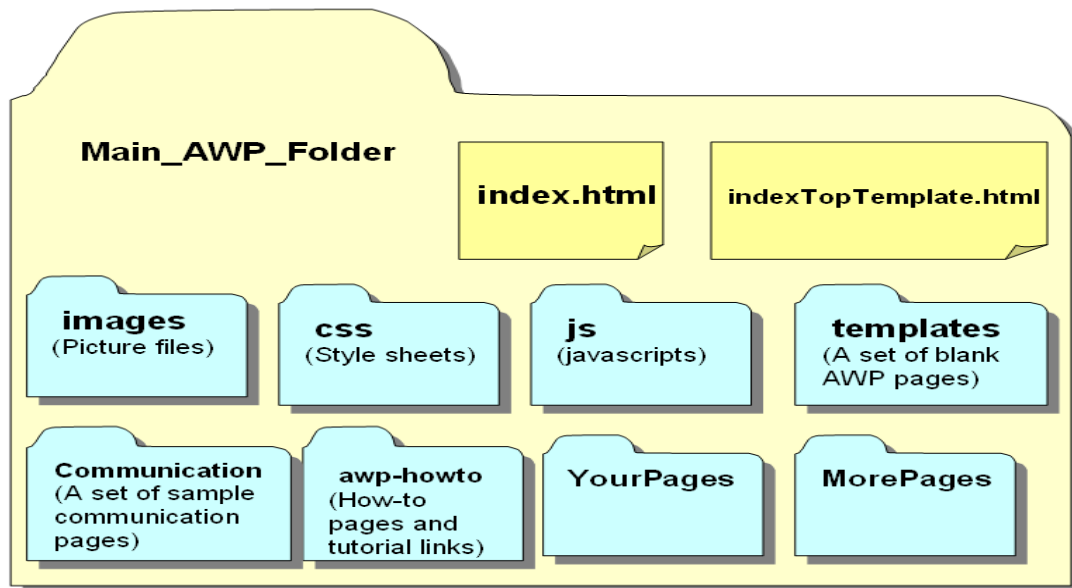 Main_AWP_Folder
index.html
indexTopTemplate.html
images
(Picture files)
css
(Style sheets)
js
(javascripts)
templates
(A set of blank
AWP pages)
Communication
(A set of sample
communication
pages)
awp-howto
(How-to
pages and
tutorial links)
YourPages
MorePages